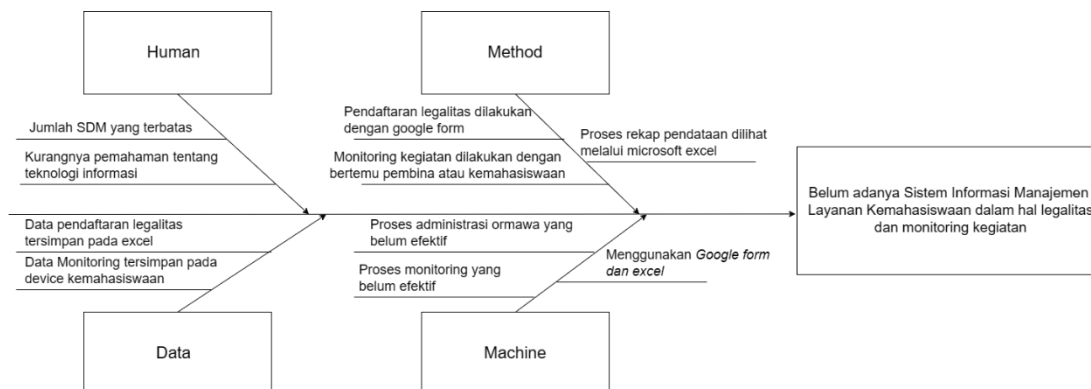 Human
Method
Jumlah SDM yang terbatas
Kurangnya pemahaman tentang
teknologi informasi
Pendaftaran legalitas dilakukan
dengan google form
Monitoring kegiatan dilakukan dengan
bertemu pembina atau kemahasiswaan
Proses rekap pendataan dilihat
melalui microsoft excel
Belum adanya Sistem Informasi Manajemen
Layanan Kemahasiswaan dalam hal legalitas
dan monitoring kegiatan
Data pendaftaran legalitas
tersimpan pada excel
Data Monitoring tersimpan pada
device kemahasiswaan
Proses administrasi ormawa yang
belum efektif
Proses monitoring yang
belum efektif
Menggunakan Google form
dan excel
Data
Machine